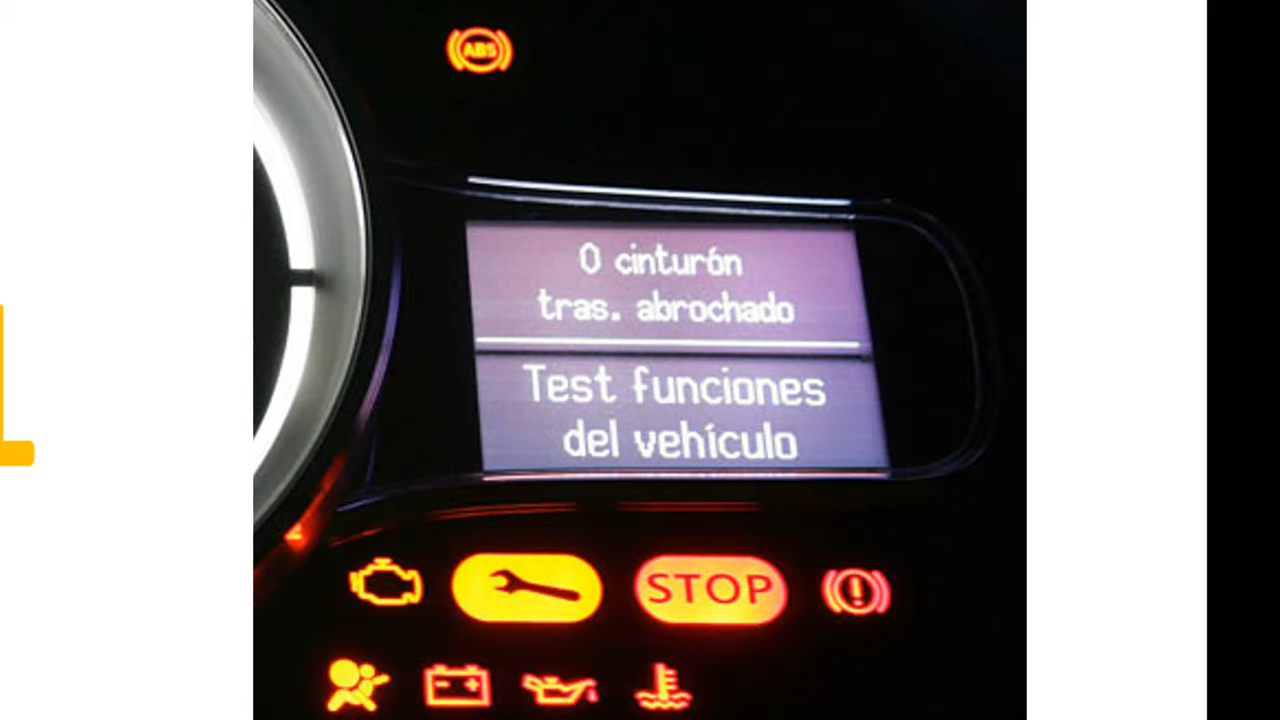 ABS
0 cinturón
tras. abrochado
Test funciones
del vehículo
STOP